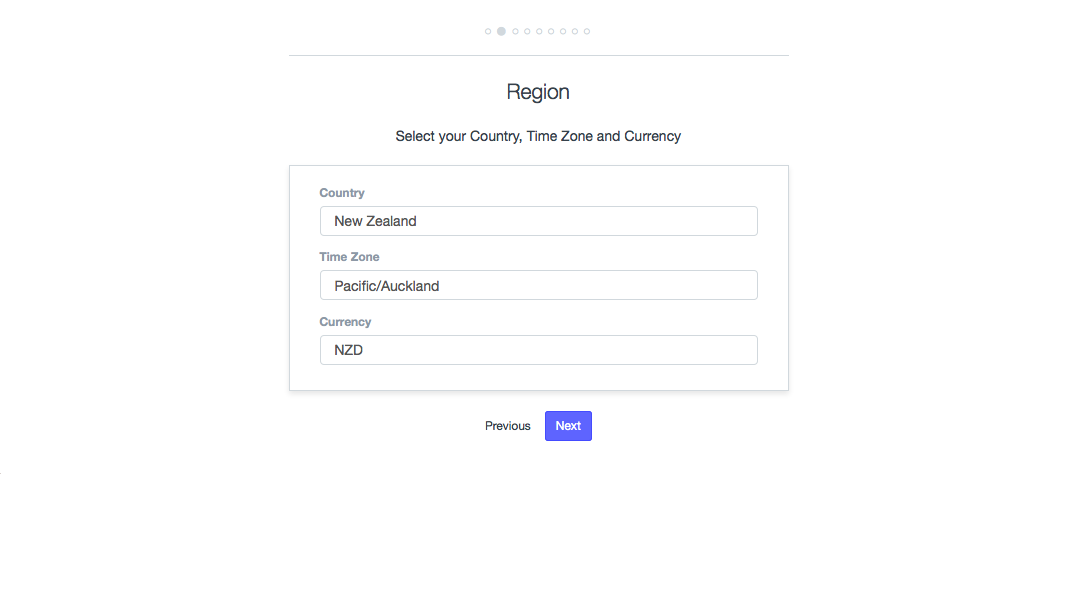 Region
Select your Country, Time Zone and Currency
Country
New Zealand
Time Zone
Pacific/Auckland
Currency
NZD
Previous Next